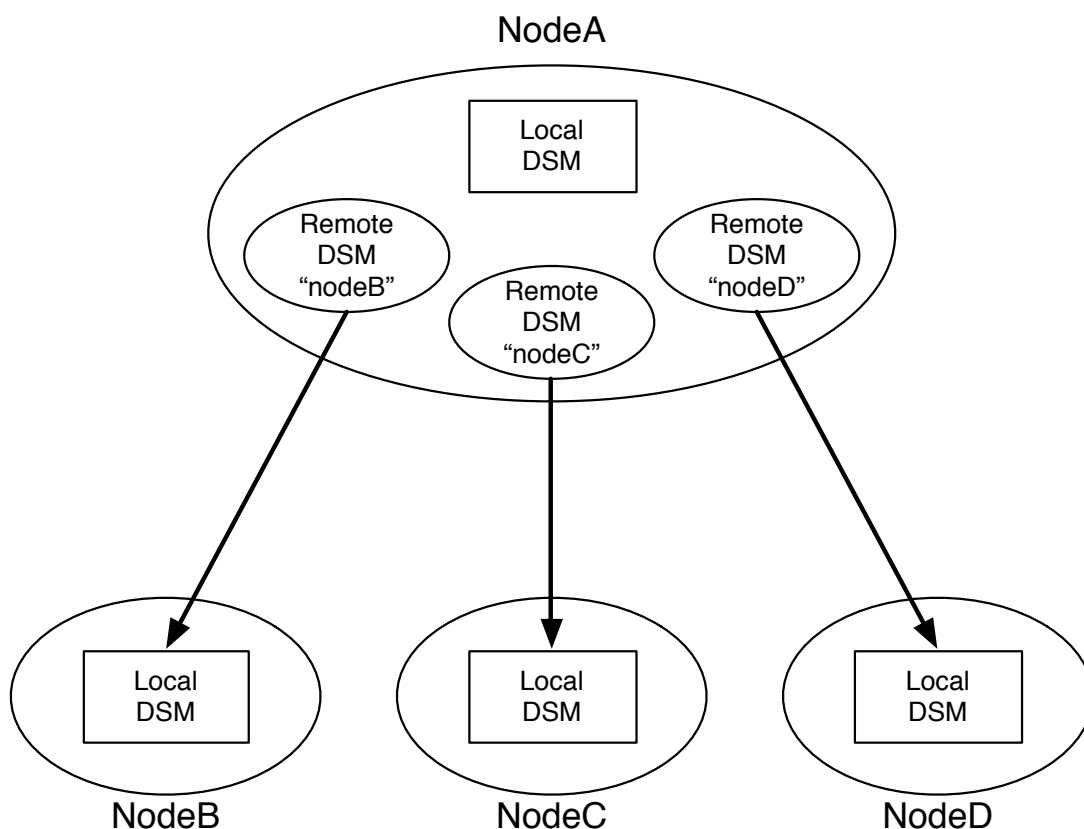 NodeA
Local
DSM
Remote
DSM
“nodeB”
Remote
DSM
“nodeC”
Remote
DSM
“nodeD”
Local
DSM
Local
DSM
Local
DSM
NodeB
NodeC
NodeD